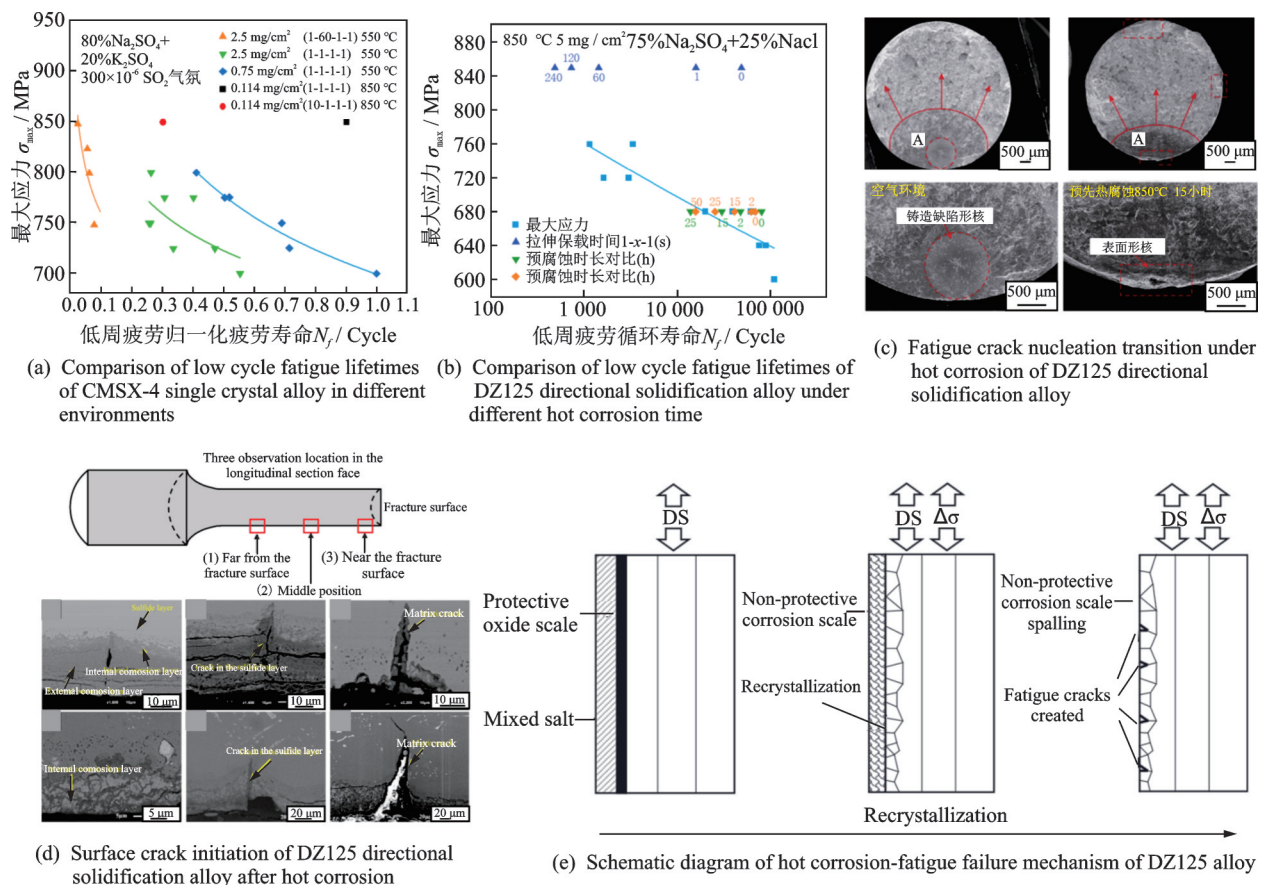 950
900
850
800
750
700
最大应力 σmax / MPa
80%Na₂SO₄+
20%K₂SO₄
300×10⁻⁶ SO₂气氛
2.5 mg/cm² (1-60-1-1) 550 ℃
2.5 mg/cm² (1-1-1-1) 550 ℃
0.75 mg/cm² (1-1-1-1) 550 ℃
0.114 mg/cm² (1-1-1-1) 850 ℃
0.114 mg/cm² (10-1-1-1) 850 ℃
0.0 0.1 0.2 0.3 0.4 0.5 0.6 0.7 0.8 0.9 1.0 1.1
低周疲劳归一化疲劳寿命Nf / Cycle
(a) Comparison of low cycle fatigue lifetimes
of CMSX-4 single crystal alloy in different
environments
880
840
800
760
720
680
640
600
最大应力 σmax / MPa
850 ℃ 5 mg / cm²75%Na₂SO₄+25%Nacl
240 120 60 1 0
50 25 15 2 0
25 15 2 0
最大应力
拉伸保载时间1-x-1(s)
预腐蚀时长对比(h)
预腐蚀时长对比(h)
100 1 000 10 000 100 000
低周疲劳循环寿命Nf / Cycle
(b) Comparison of low cycle fatigue lifetimes of
DZ125 directional solidification alloy under
different hot corrosion time
A
500 μm
A
500 μm
空气环境
铸造缺陷形核
500 μm
预先热腐蚀850℃ 15小时
表面形核
500 μm
(c) Fatigue crack nucleation transition under
hot corrosion of DZ125 directional
solidification alloy
Three observation location in the
longitudinal section face
Fracture surface
(1) Far from the
fracture surface
(2) Middle position
(3) Near the fracture
surface
Sulfide layer
Internal comosion layer
External comosion layer
10 μm
Crack in the sulfide layer
10 μm
Matrix crack
10 μm
Internal comosion layer
5 μm
Crack in the sulfide layer
20 μm
Matrix crack
20 μm
(d) Surface crack initiation of DZ125 directional
solidification alloy after hot corrosion
DS
Protective
oxide scale
Mixed salt
DS Δσ
Non-protective
corrosion scale
Recrystallization
DS Δσ
Non-protective
corrosion scale
spalling
Fatigue cracks
created
Recrystallization
(e) Schematic diagram of hot corrosion-fatigue failure mechanism of DZ125 alloy